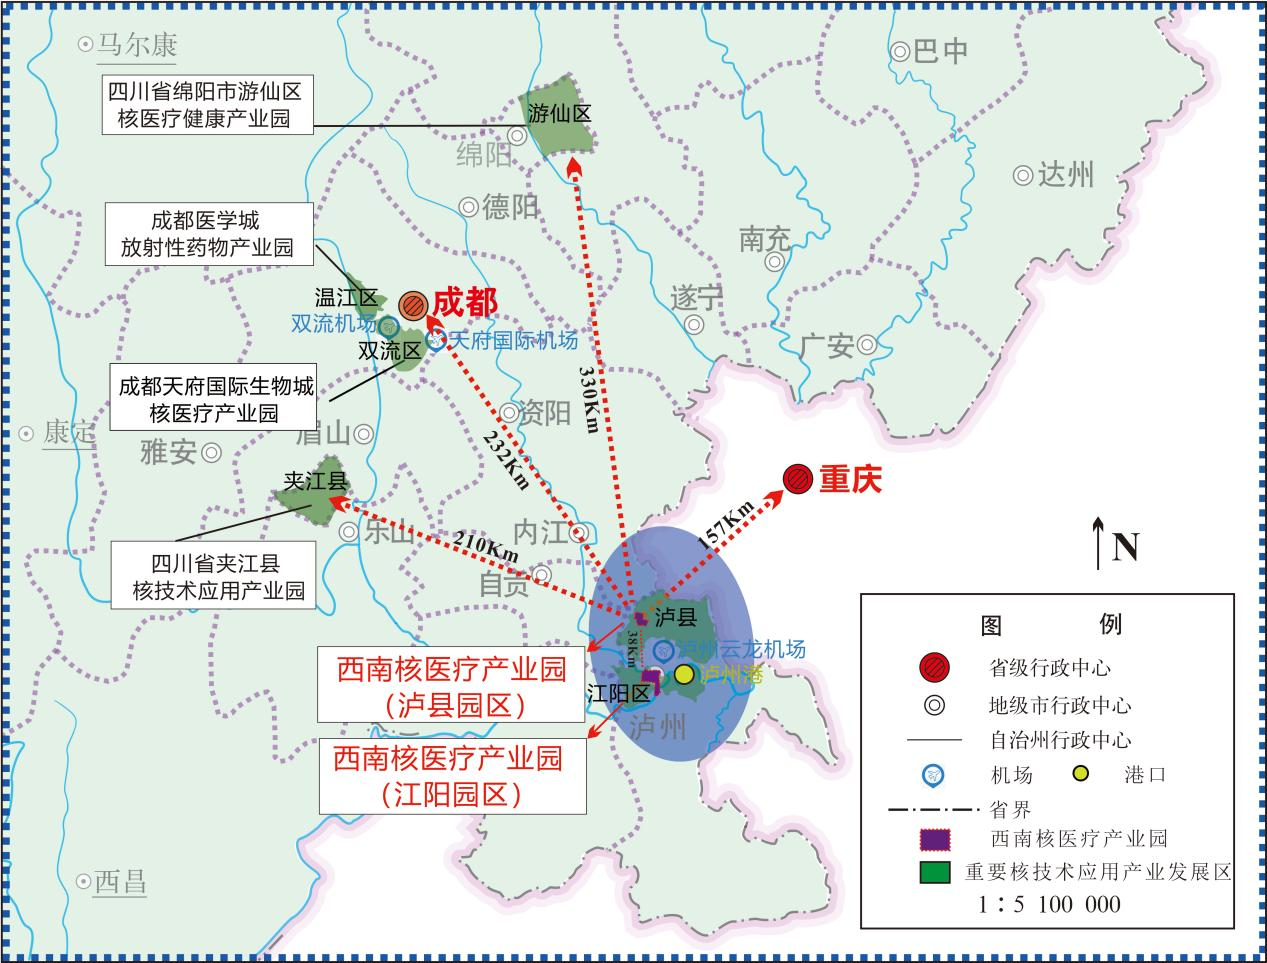 马尔康
巴中
四川省绵阳市游仙区
核医疗健康产业园
游仙区
绵阳
达州
德阳
成都医学城
放射性药物产业园
南充
温江区
成都
遂宁
双流机场
天府国际机场
双流区
广安
330Km
成都天府国际生物城
核医疗产业园
资阳
康定
眉山
雅安
232Km
夹江县
重庆
157Km
乐山
210Km
内江
N
四川省夹江县
核技术应用产业园
自贡
泸县
38Km
泸州云龙机场
西南核医疗产业园
（泸县园区）
泸州港
江阳区
泸州
西南核医疗产业园
（江阳园区）
西昌
图 例
省级行政中心
地级市行政中心
自治州行政中心
机场 港口
省界
西南核医疗产业园
重要核技术应用产业发展区
1：5 100 000